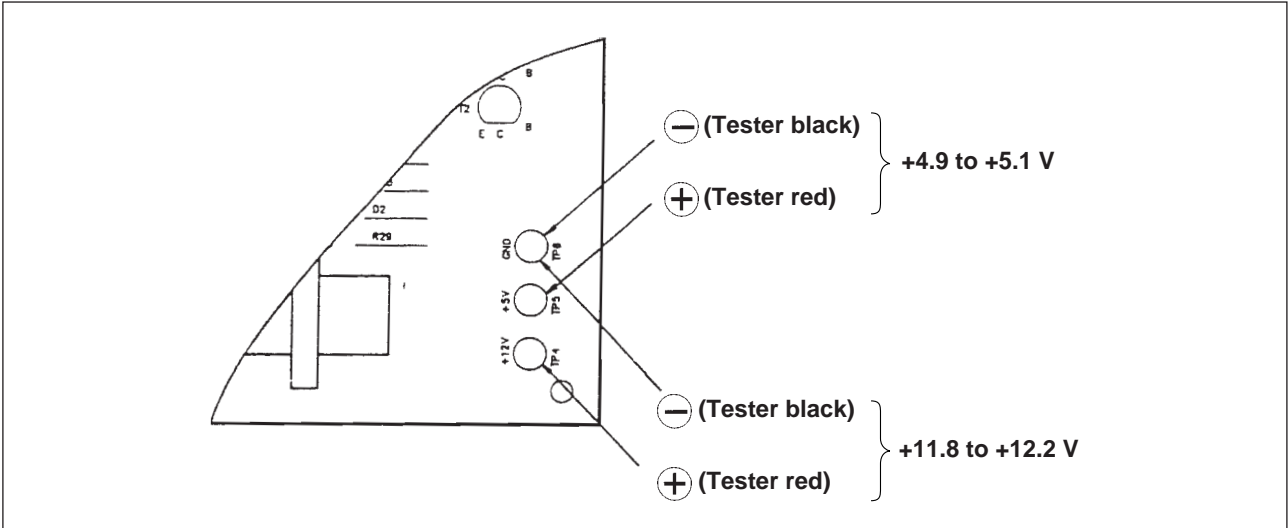 B
T2
E C B
(Tester black)
+4.9 to +5.1 V
(Tester red)
D2
R29
GND TP6
+5V TP5
+12V TP4
(Tester black)
+11.8 to +12.2 V
(Tester red)